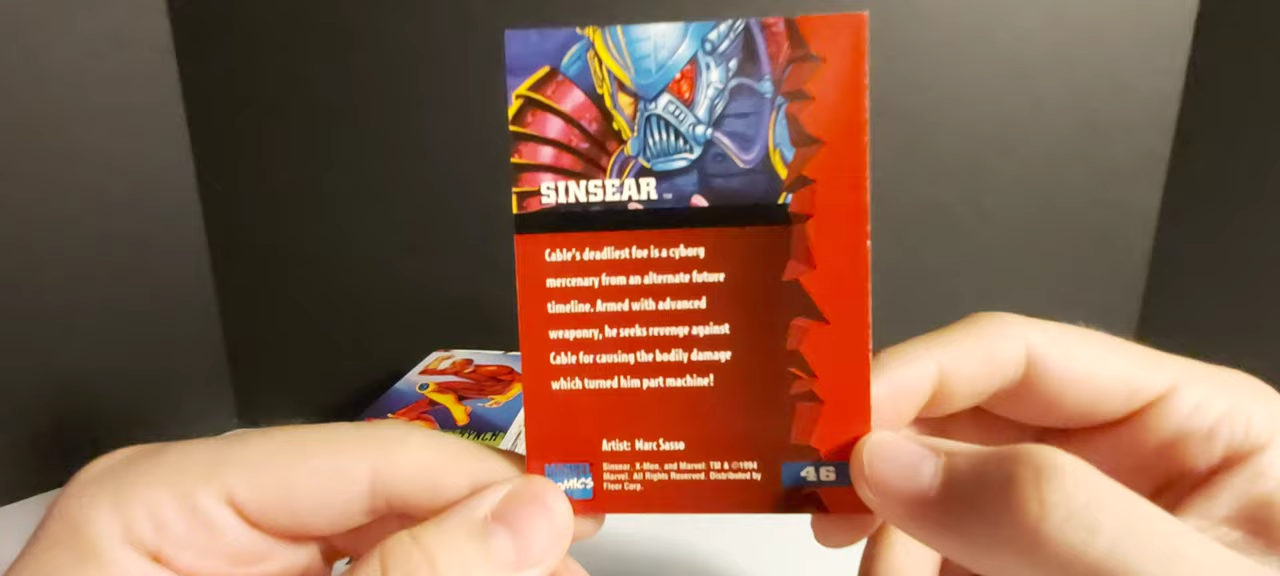 SINSEAR ™
Cable's deadliest foe is a cyborg
mercenary from an alternate future
timeline. Armed with advanced
weaponry, he seeks revenge against
Cable for causing the bodily damage
which turned him part machine!
Artist: Marc Sasso
MARVEL
COMICS
Sinsear, X-Men, and Marvel: TM & ©1994
Marvel. All Rights Reserved. Distributed by
Fleer Corp.
46